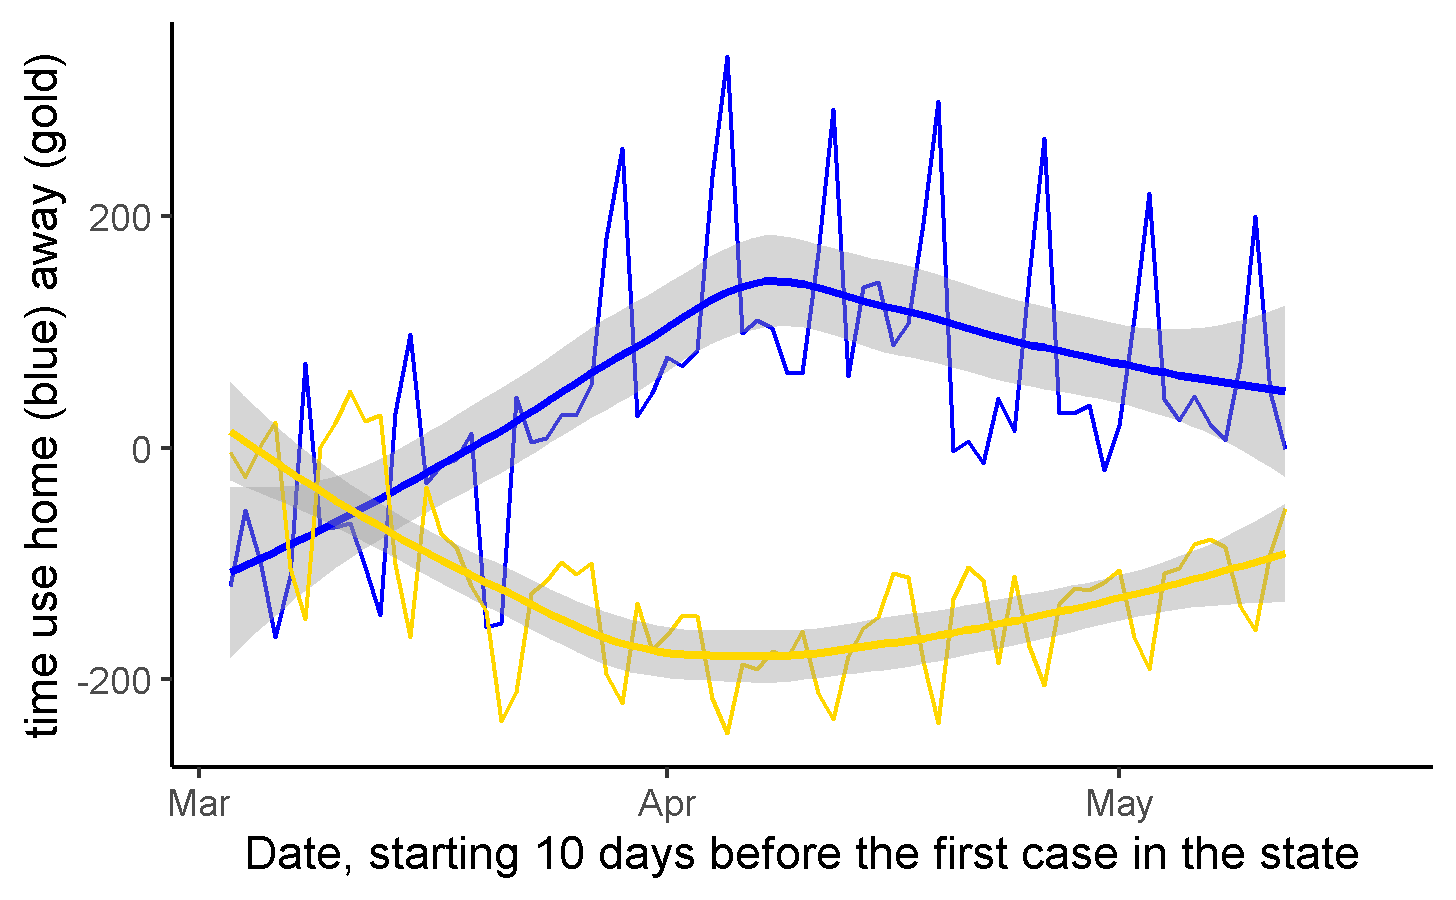 time use home (blue) away (gold)
200
0
-200
Mar
Apr
May
Date, starting 10 days before the first case in the state